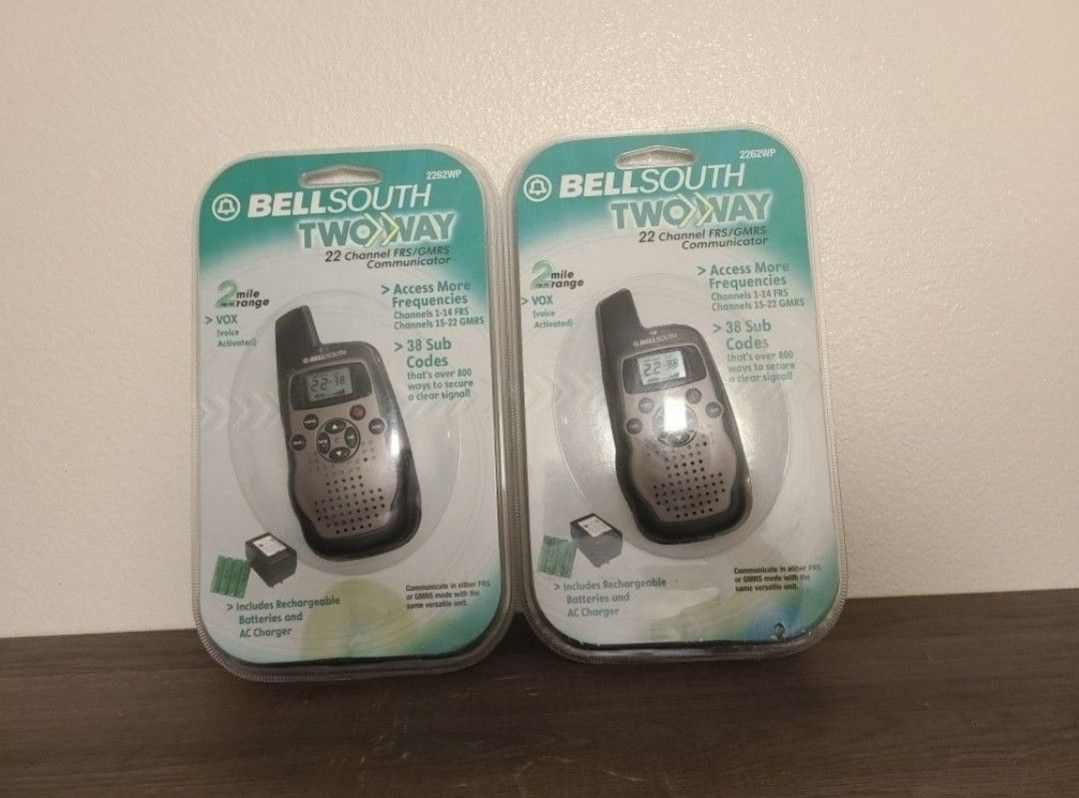 2262WP
BELLSOUTH
TWO WAY
22 Channel FRS/GMRS
Communicator
2 mile
range
> VOX
(voice
Activated)
> Access More
Frequencies
Channels 1-14 FRS
Channels 15-22 GMRS
> 38 Sub
Codes
that's over 800
ways to secure
a clear signal!
BELLSOUTH
22-38
Communicate in either FRS
or GMRS mode with the
same versatile unit.
> Includes Rechargeable
Batteries and
AC Charger
2262WP
BELLSOUTH
TWO WAY
22 Channel FRS/GMRS
Communicator
2 mile
range
> VOX
(voice
Activated)
> Access More
Frequencies
Channels 1-14 FRS
Channels 15-22 GMRS
> 38 Sub
Codes
that's over 800
ways to secure
a clear signal!
BELLSOUTH
22-38
Communicate in either FRS
or GMRS mode with the
same versatile unit.
> Includes Rechargeable
Batteries and
AC Charger